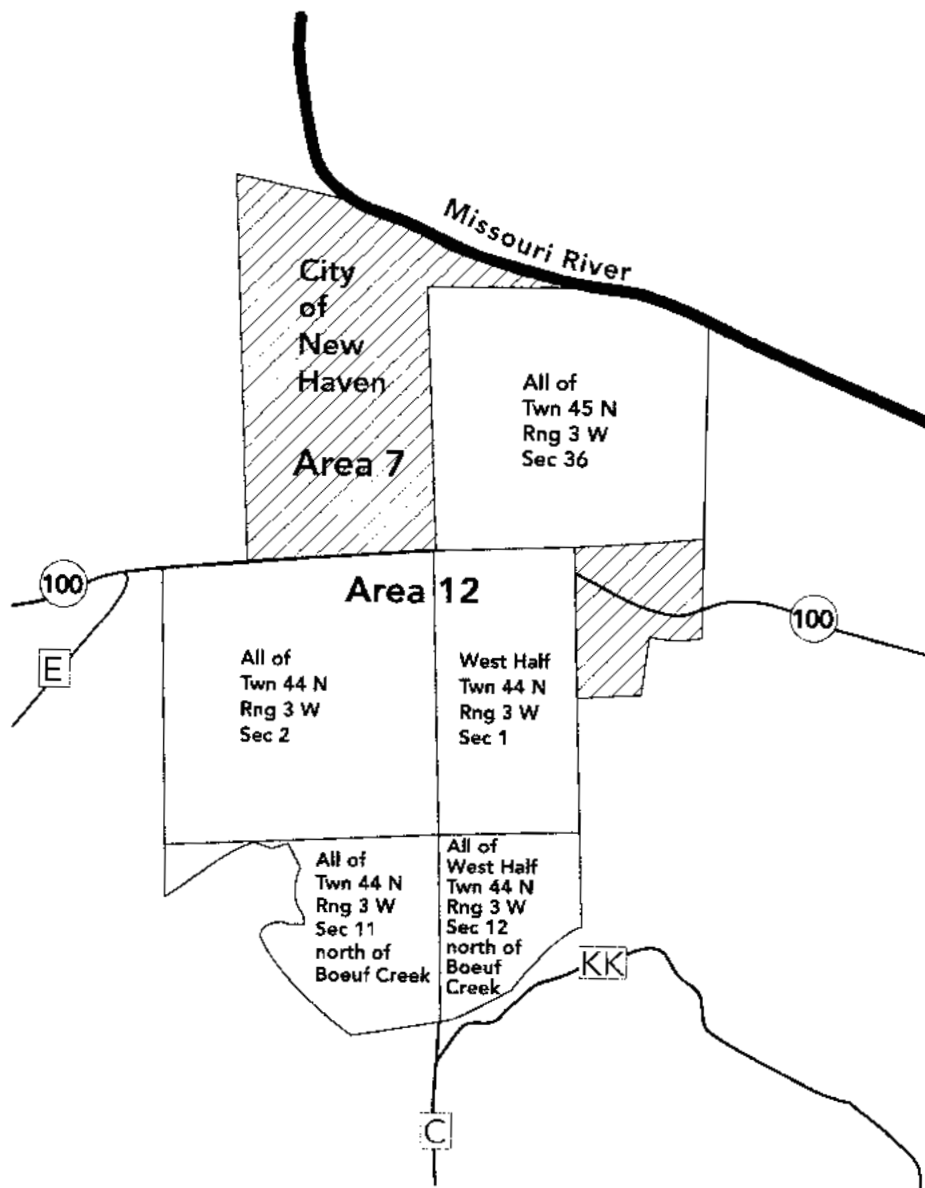 Missouri River
City
of
New
Haven
Area 7
All of
Twn 45 N
Rng 3 W
Sec 36
100
Area 12
100
E
All of
Twn 44 N
Rng 3 W
Sec 2
West Half
Twn 44 N
Rng 3 W
Sec 1
All of
Twn 44 N
Rng 3 W
Sec 11
north of
Boeuf Creek
All of
West Half
Twn 44 N
Rng 3 W
Sec 12
north of
Boeuf
Creek
KK
C